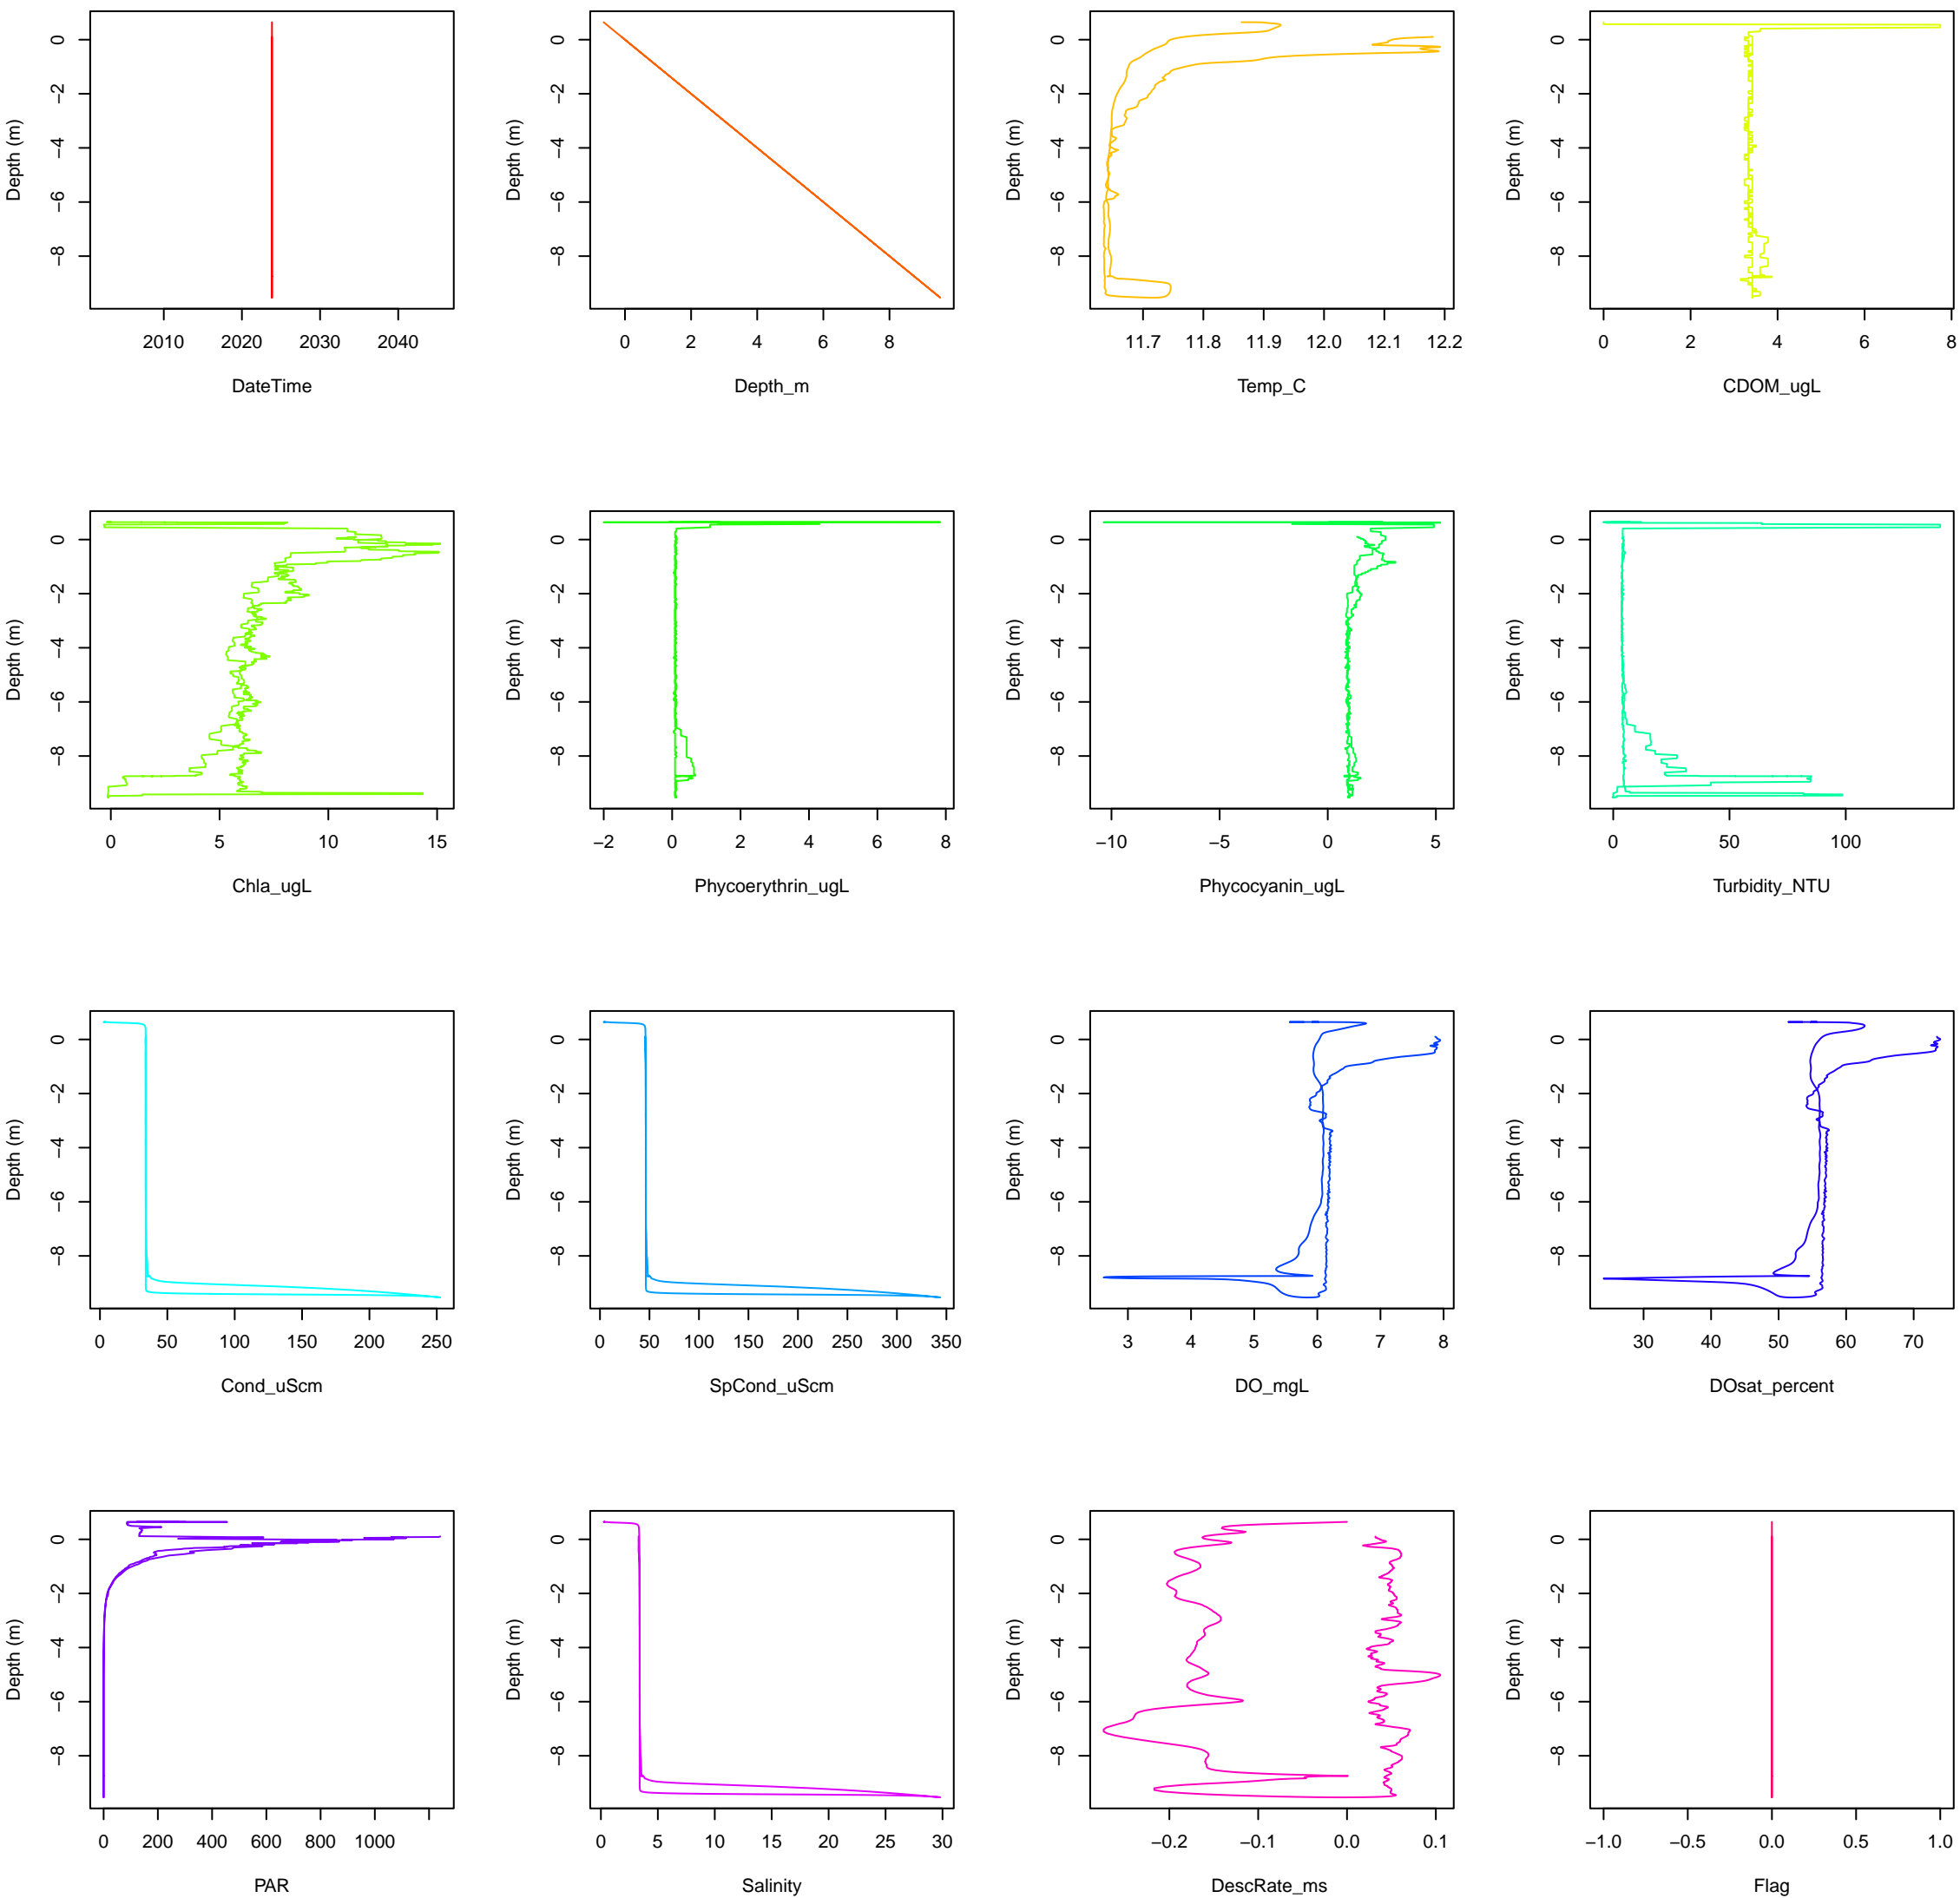 Depth (m)
0
−2
−4
−6
−8
2010 2020 2030 2040
DateTime
Depth (m)
0
−2
−4
−6
−8
0 2 4 6 8
Depth_m
Depth (m)
0
−2
−4
−6
−8
11.7 11.8 11.9 12.0 12.1 12.2
Temp_C
Depth (m)
0
−2
−4
−6
−8
0 2 4 6 8
CDOM_ugL
Depth (m)
0
−2
−4
−6
−8
0 5 10 15
Chla_ugL
Depth (m)
0
−2
−4
−6
−8
−2 0 2 4 6 8
Phycoerythrin_ugL
Depth (m)
0
−2
−4
−6
−8
−10 −5 0 5
Phycocyanin_ugL
Depth (m)
0
−2
−4
−6
−8
0 50 100
Turbidity_NTU
Depth (m)
0
−2
−4
−6
−8
0 50 100 150 200 250
Cond_uScm
Depth (m)
0
−2
−4
−6
−8
0 50 100 150 200 250 300 350
SpCond_uScm
Depth (m)
0
−2
−4
−6
−8
3 4 5 6 7 8
DO_mgL
Depth (m)
0
−2
−4
−6
−8
30 40 50 60 70
DOsat_percent
Depth (m)
0
−2
−4
−6
−8
0 200 400 600 800 1000
PAR
Depth (m)
0
−2
−4
−6
−8
0 5 10 15 20 25 30
Salinity
Depth (m)
0
−2
−4
−6
−8
−0.2 −0.1 0.0 0.1
DescRate_ms
Depth (m)
0
−2
−4
−6
−8
−1.0 −0.5 0.0 0.5 1.0
Flag